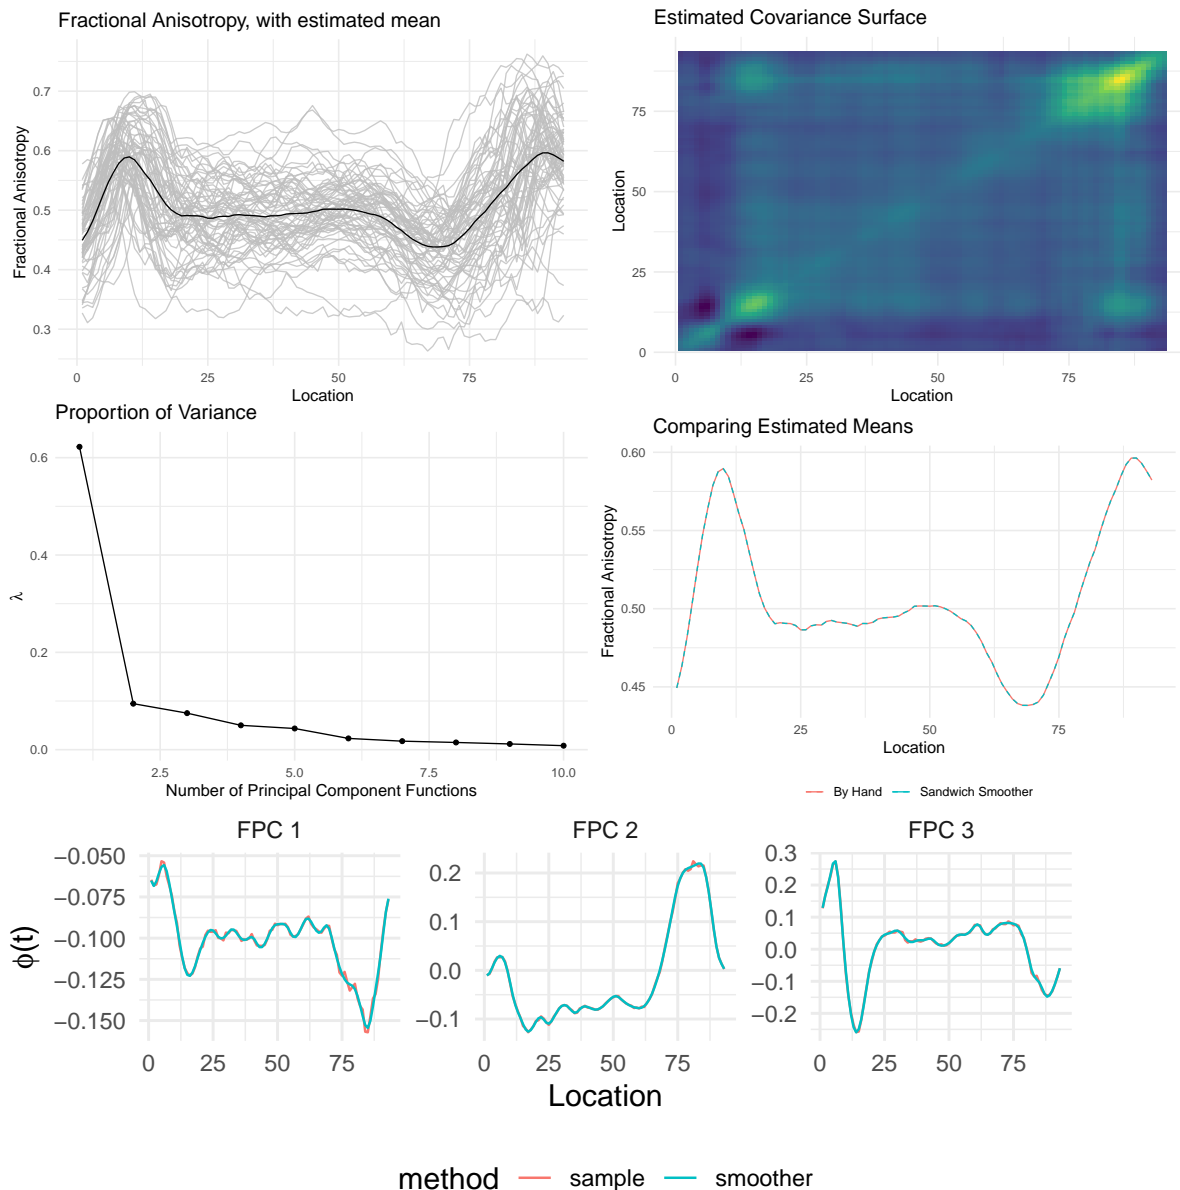 Fractional Anisotropy, with estimated mean
Fractional Anisotropy
0.7
0.6
0.5
0.4
0.3
0
25
50
75
Location
Estimated Covariance Surface
Location
75
50
25
0
0
25
50
75
Location
Proportion of Variance
λ
0.6
0.4
0.2
0.0
2.5
5.0
7.5
10.0
Number of Principal Component Functions
Comparing Estimated Means
Fractional Anisotropy
0.60
0.55
0.50
0.45
0
25
50
75
Location
By Hand
Sandwich Smoother
FPC 1
FPC 2
FPC 3
ϕ(t)
−0.050
−0.075
−0.100
−0.125
−0.150
0
25
50
75
0.2
0.1
0.0
−0.1
0
25
50
75
0.3
0.2
0.1
0.0
−0.1
−0.2
0
25
50
75
Location
method
sample
smoother